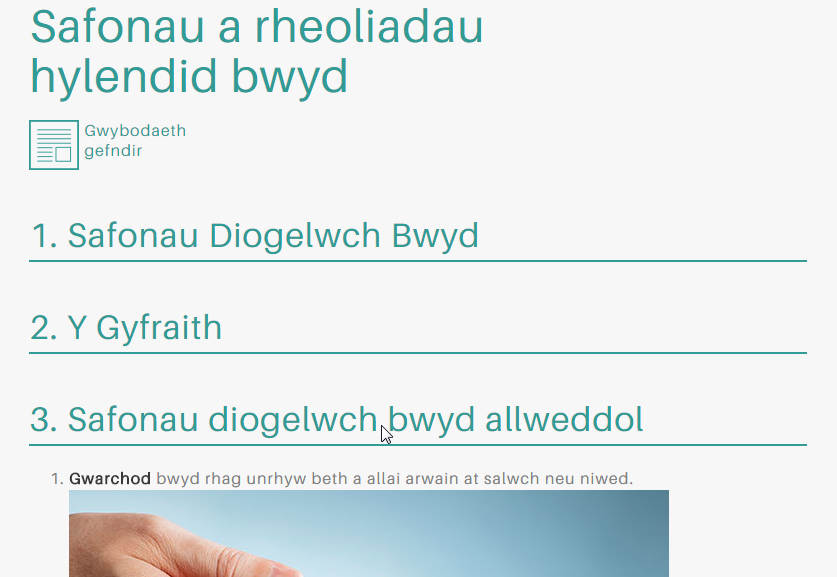 Safonau a rheoliadau
hylendid bwyd
Gwybodaeth
gefndir
1. Safonau Diogelwch Bwyd
2. Y Gyfraith
3. Safonau diogelwch bwyd allweddol
1. Gwarchod bwyd rhag unrhyw beth a allai arwain at salwch neu niwed.